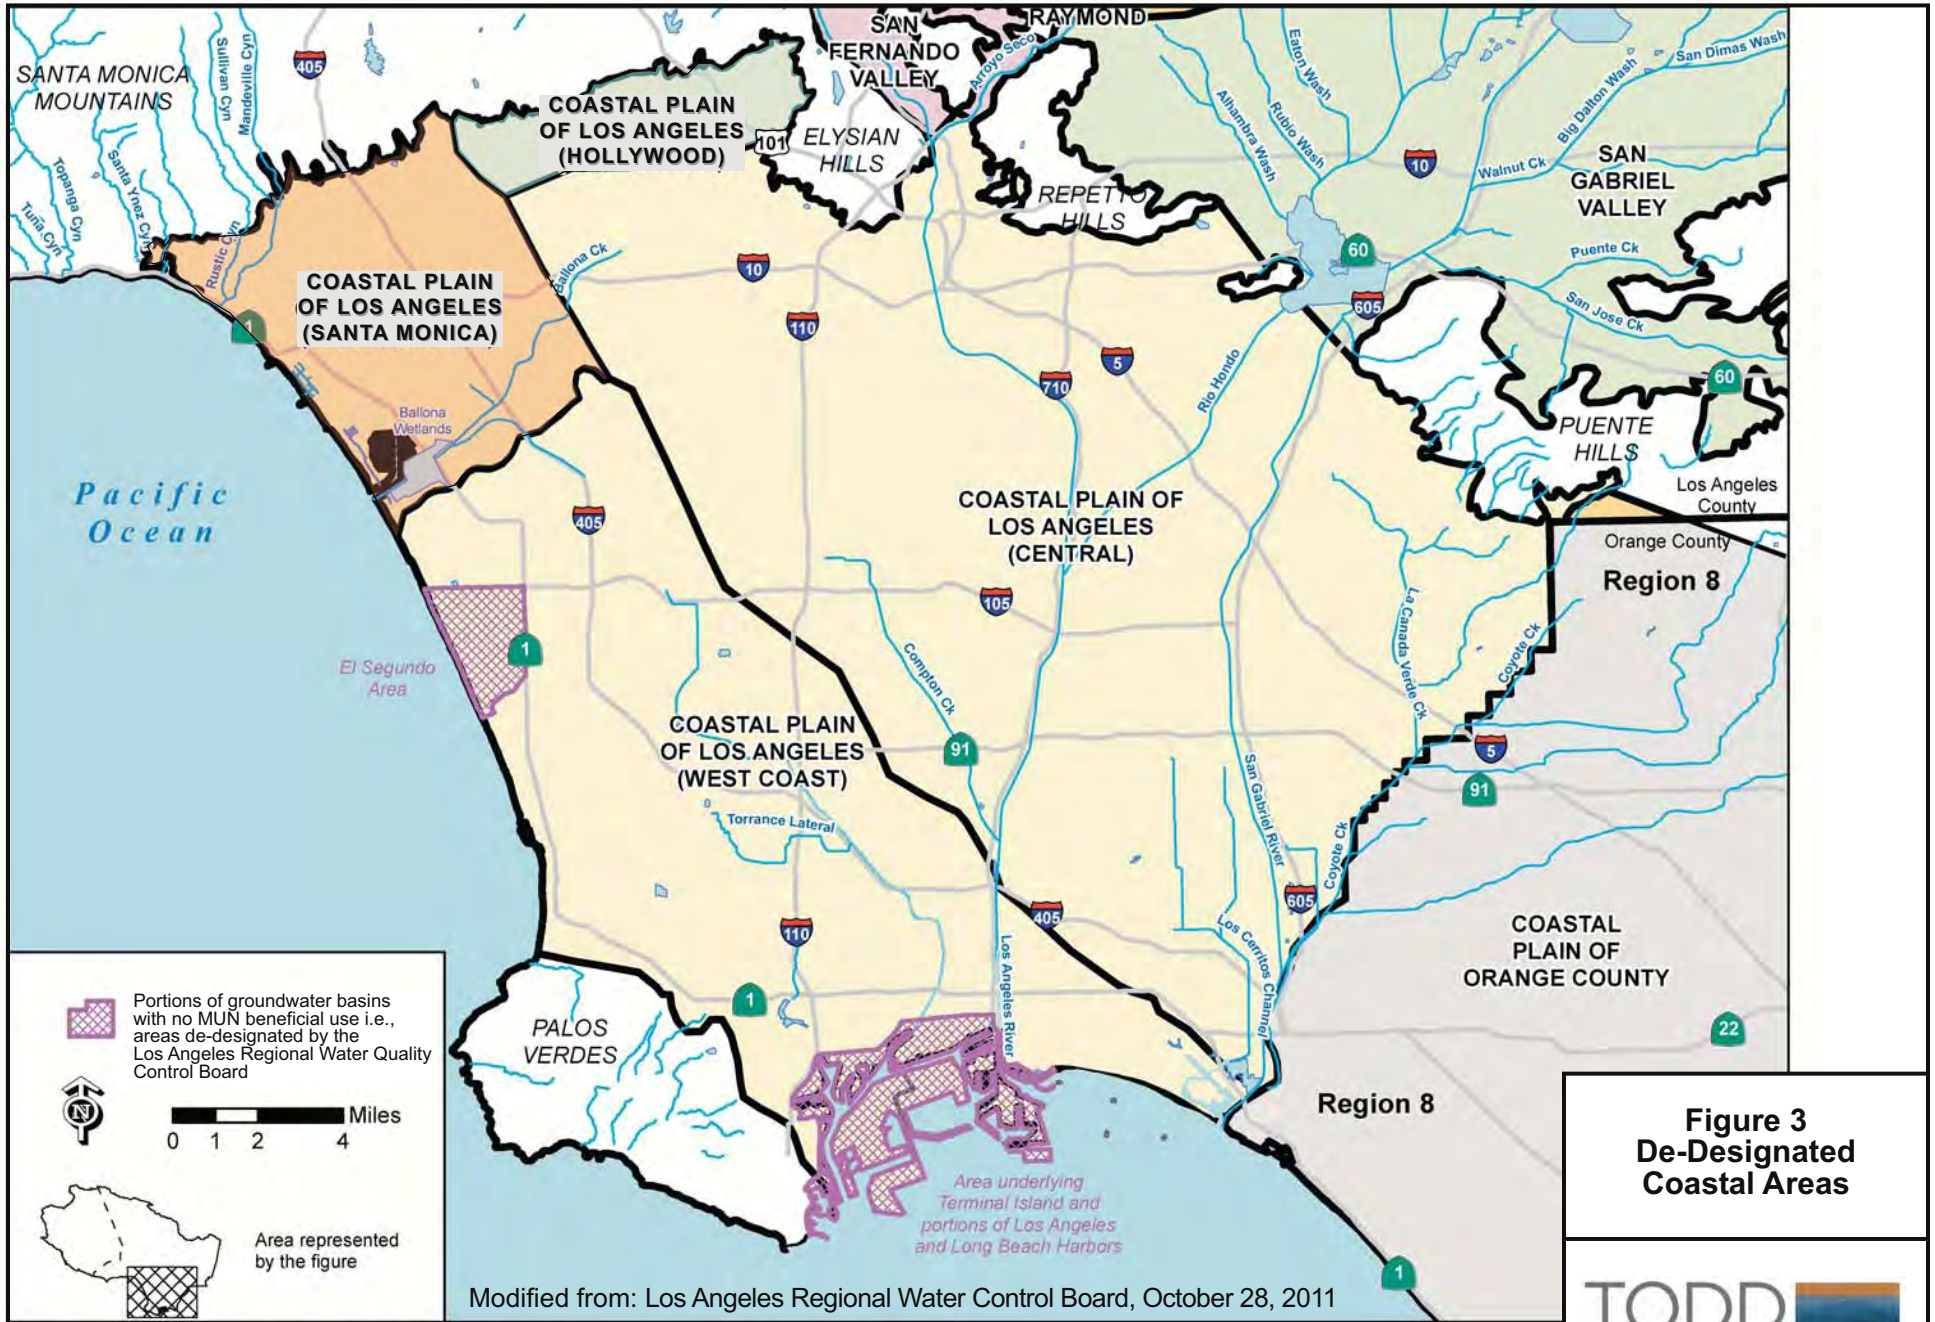 SANTA MONICA
MOUNTAINS
Sullivan Cyn
Mandeville Cyn
405
SAN
FERNANDO
VALLEY
RAYMOND
Arroyo Seco
Eaton Wash
San Dimas Wash
Big Dalton Wash
Alhambra Wash
Rubio Wash
10
Walnut Ck
SAN
GABRIEL
VALLEY
COASTAL PLAIN
OF LOS ANGELES
(HOLLYWOOD)
101
ELYSIAN
HILLS
REPETTO
HILLS
Topanga Cyn
Santa Ynez Cyn
Tuna Cyn
Rustic Cyn
60
Puente Ck
605
San Jose Ck
COASTAL PLAIN
OF LOS ANGELES
(SANTA MONICA)
Ballona Ck
10
1
110
5
710
Rio Hondo
60
Ballona
Wetlands
PUENTE
HILLS
Los Angeles
County
Orange County
Region 8
Pacific
Ocean
405
COASTAL PLAIN OF
LOS ANGELES
(CENTRAL)
105
La Canada Verde Ck
Coyote Ck
El Segundo
Area
1
Compton Ck
COASTAL PLAIN
OF LOS ANGELES
(WEST COAST)
91
5
91
San Gabriel River
Torrance Lateral
Coyote Ck
605
405
110
Los Cerritos Channel
Los Angeles River
COASTAL
PLAIN OF
ORANGE COUNTY
1
22
PALOS
VERDES
Region 8
Area underlying
Terminal Island and
portions of Los Angeles
and Long Beach Harbors
1
Portions of groundwater basins
with no MUN beneficial use i.e.,
areas de-designated by the
Los Angeles Regional Water Quality
Control Board
N
Miles
0 1 2 4
Area represented
by the figure
Modified from: Los Angeles Regional Water Control Board, October 28, 2011
Figure 3
De-Designated
Coastal Areas
TODD